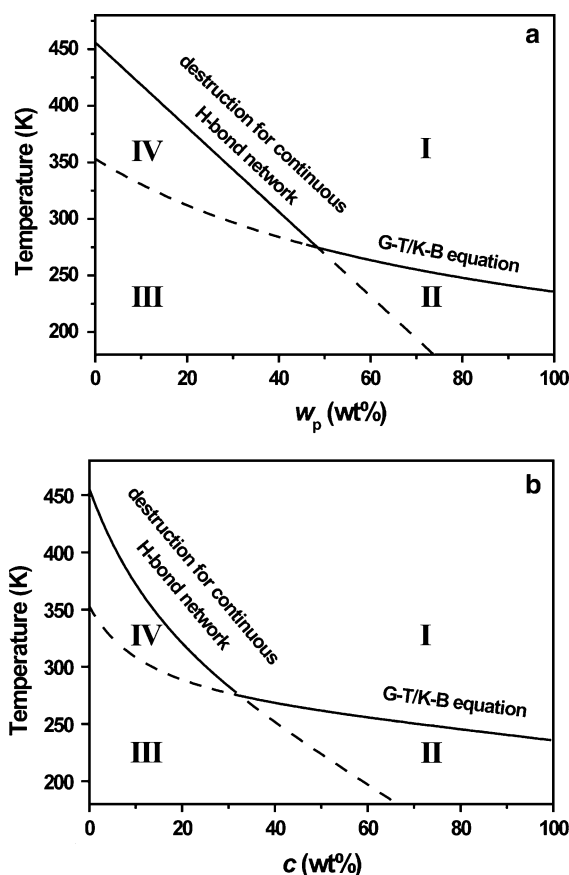 a
450
400
350
300
250
200
Temperature (K)
destruction for continuous
H-bond network
I
IV
G-T/K-B equation
III
II
0
20
40
60
80
100
wp (wt%)
b
450
400
350
300
250
200
Temperature (K)
destruction for continuous
H-bond network
IV
I
G-T/K-B equation
III
II
0
20
40
60
80
100
c (wt%)